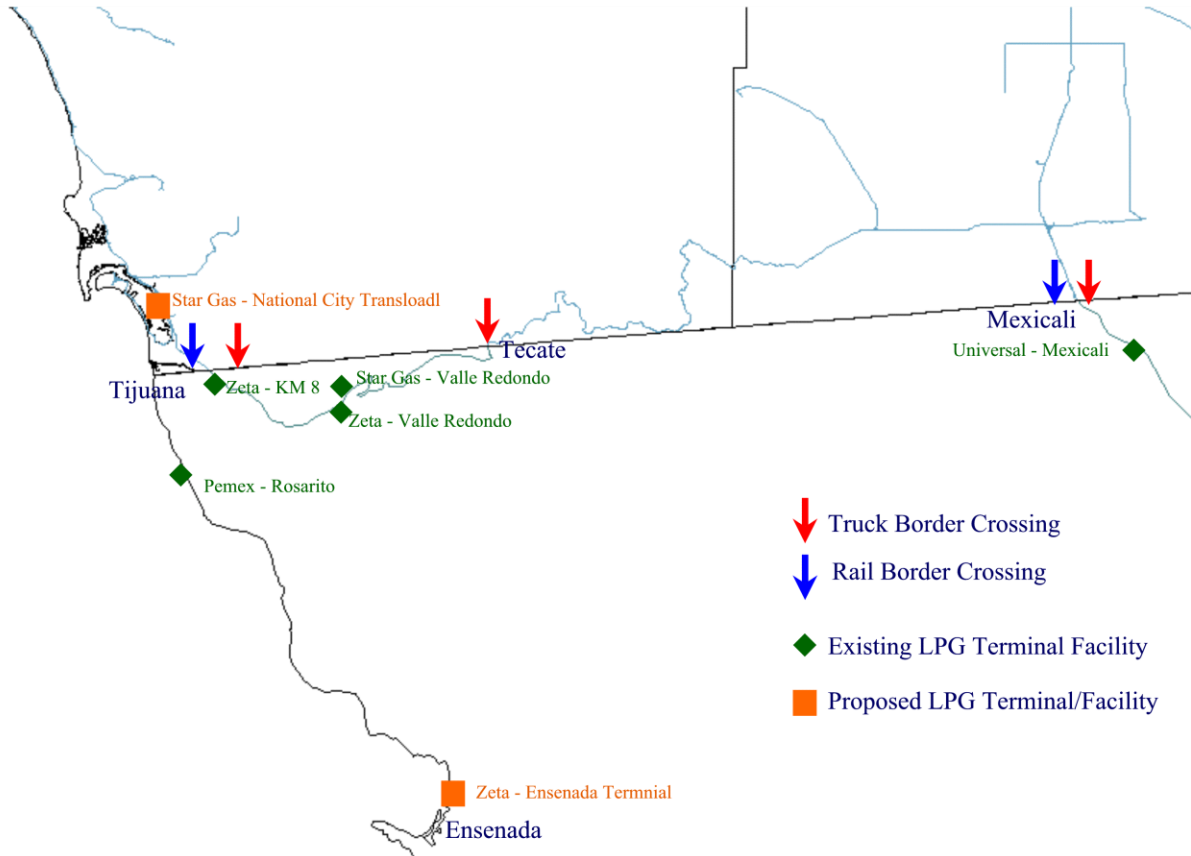 Star Gas - National City Transloadl
Mexicali
Tecate
Universal - Mexicali
Tijuana
Zeta - KM 8
Star Gas - Valle Redondo
Zeta - Valle Redondo
Pemex - Rosarito
Truck Border Crossing
Rail Border Crossing
Existing LPG Terminal Facility
Proposed LPG Terminal/Facility
Zeta - Ensenada Termnial
Ensenada